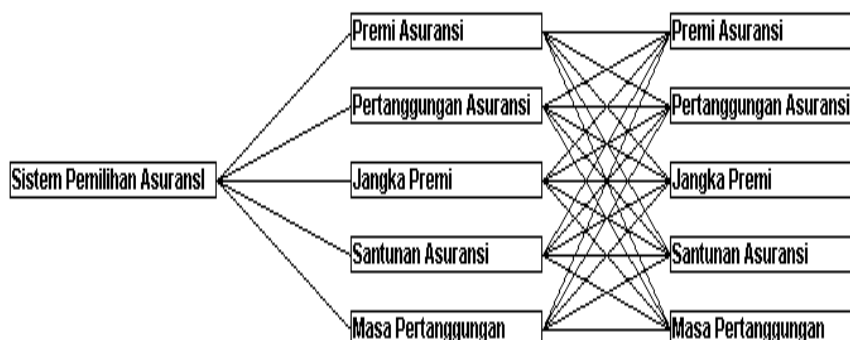 Premi Asuransi
Premi Asuransi
Pertanggungan Asuransi
Pertanggungan Asuransi
Sistem Pemilihan AsuransI
Jangka Premi
Jangka Premi
Santunan Asuransi
Santunan Asuransi
Masa Pertanggungan
Masa Pertanggungan